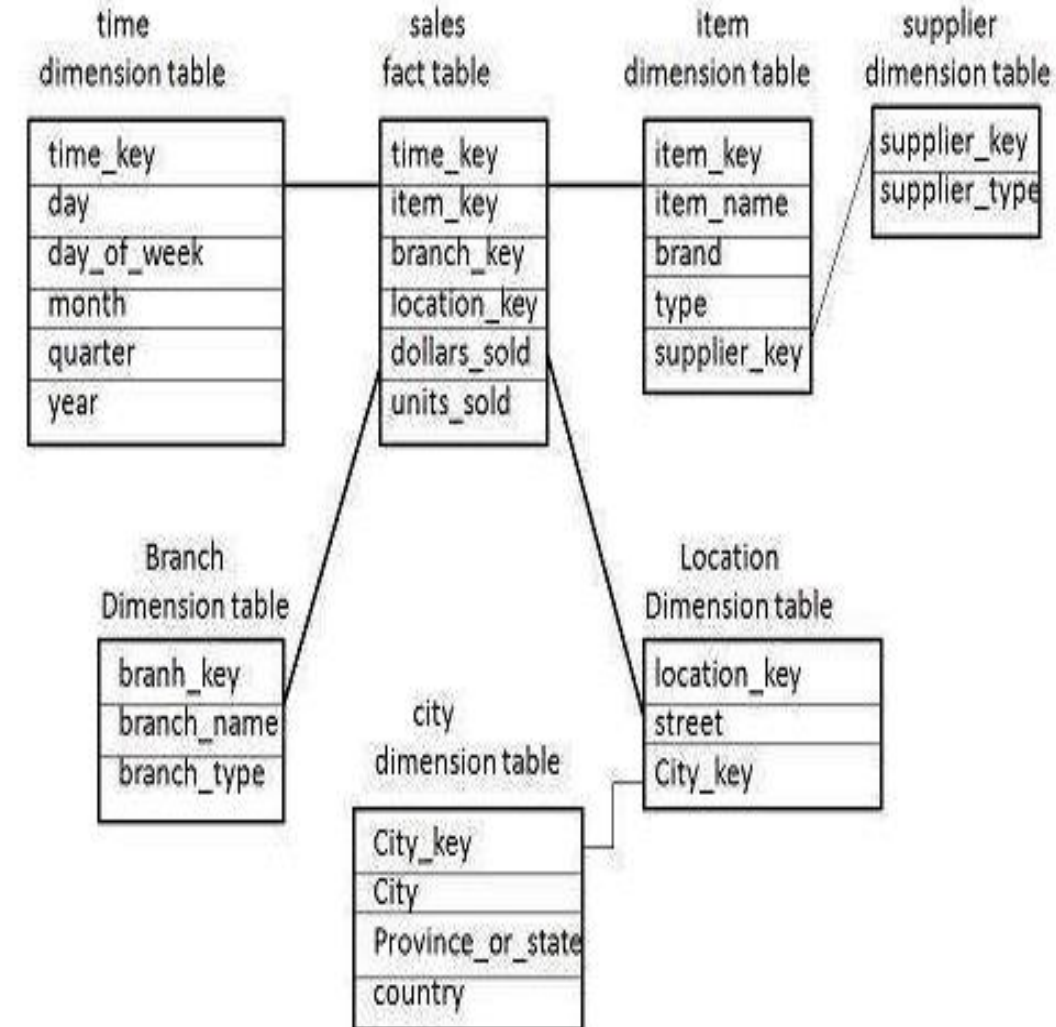 time
dimension table
time_key
day
day_of_week
month
quarter
year
sales
fact table
time_key
item_key
branch_key
location_key
dollars_sold
units_sold
item
dimension table
item_key
item_name
brand
type
supplier_key
supplier
dimension table
supplier_key
supplier_type
Branch
Dimension table
branh_key
branch_name
branch_type
city
dimension table
City_key
City
Province_or_state
country
Location
Dimension table
location_key
street
City_key